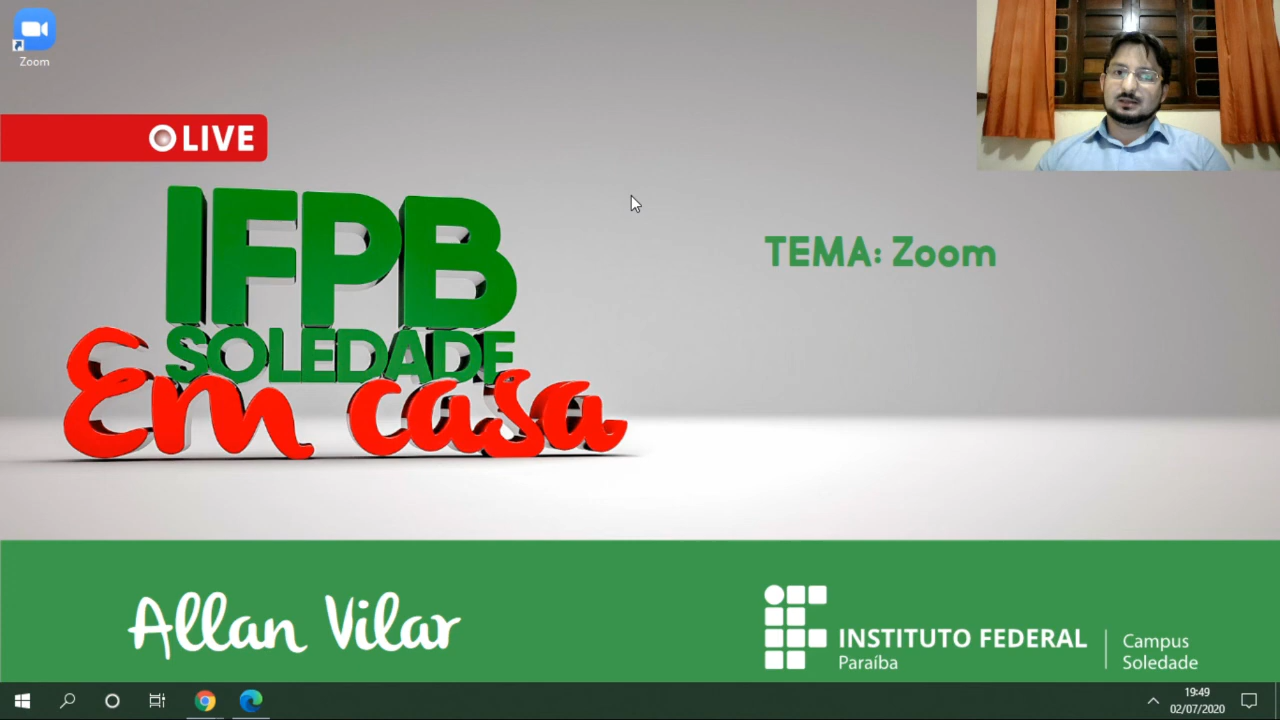 Zoom
LIVE
IFPB
SOLEDADE
Em casa
TEMA: Zoom
Allan Vilar
INSTITUTO FEDERAL
Paraíba
Campus
Soledade
19:49
02/07/2020